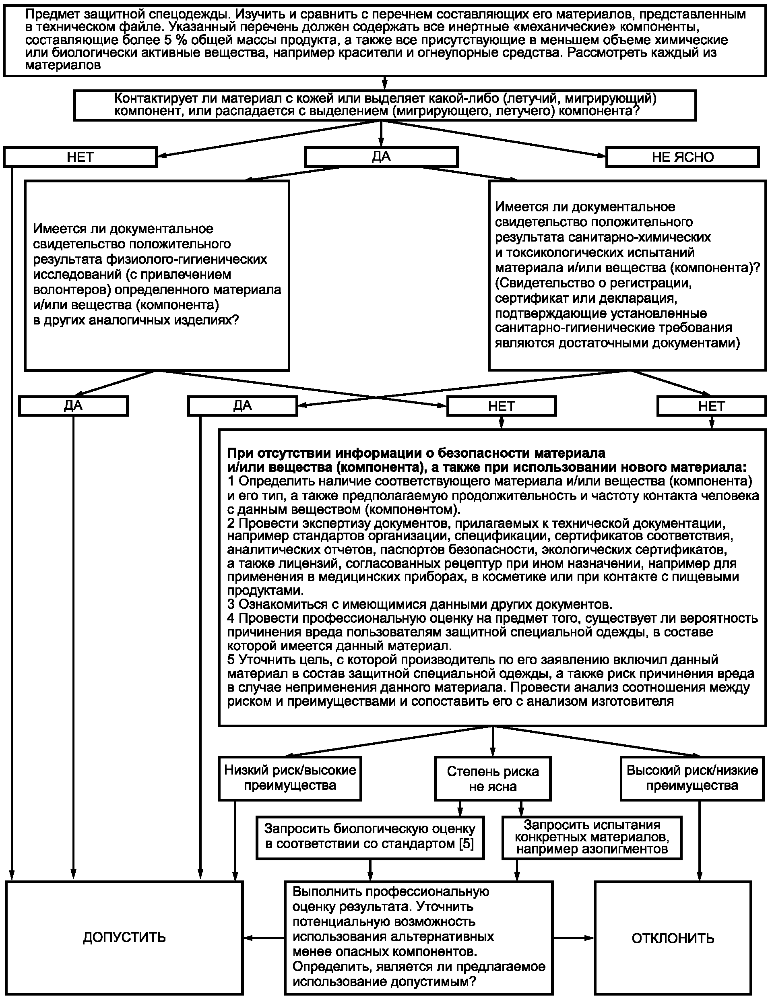 Предмет защитной спецодежды. Изучить и сравнить с перечнем составляющих его материалов, представленным
в техническом файле. Указанный перечень должен содержать все инертные «механические» компоненты,
составляющие более 5 % общей массы продукта, а также все присутствующие в меньшем объеме химические
или биологически активные вещества, например красители и огнеупорные средства. Рассмотреть каждый из
материалов
Контактирует ли материал с кожей или выделяет какой-либо (летучий, мигрирующий)
компонент, или распадается с выделением (мигрирующего, летучего) компонента?
НЕТ
ДА
НЕ ЯСНО
Имеется ли документальное
свидетельство положительного
результата физиолого-гигиенических
исследований (с привлечением
волонтеров) определенного материала
и/или вещества (компонента)
в других аналогичных изделиях?
Имеется ли документальное
свидетельство положительного
результата санитарно-химических
и токсикологических испытаний
материала и/или вещества (компонента)?
(Свидетельство о регистрации,
сертификат или декларация,
подтверждающие установленные
санитарно-гигиенические требования
являются достаточными документами)
ДА
ДА
НЕТ
НЕТ
При отсутствии информации о безопасности материала
и/или вещества (компонента), а также при использовании нового материала:
1 Определить наличие соответствующего материала и/или вещества (компонента)
и его тип, а также предполагаемую продолжительность и частоту контакта человека
с данным веществом (компонентом).
2 Провести экспертизу документов, прилагаемых к технической документации,
например стандартов организации, спецификации, сертификатов соответствия,
аналитических отчетов, паспортов безопасности, экологических сертификатов,
а также лицензий, согласованных рецептур при ином назначении, например для
применения в медицинских приборах, в косметике или при контакте с пищевыми
продуктами.
3 Ознакомиться с имеющимися данными других документов.
4 Провести профессиональную оценку на предмет того, существует ли вероятность
причинения вреда пользователям защитной специальной одежды, в составе
которой имеется данный материал.
5 Уточнить цель, с которой производитель по его заявлению включил данный
материал в состав защитной специальной одежды, а также риск причинения вреда
в случае неприменения данного материала. Провести анализ соотношения между
риском и преимуществами и сопоставить его с анализом изготовителя
Низкий риск/высокие
преимущества
Степень риска
не ясна
Высокий риск/низкие
преимущества
Запросить биологическую оценку
в соответствии со стандартом [5]
Запросить испытания
конкретных материалов,
например азопигментов
ДОПУСТИТЬ
Выполнить профессиональную
оценку результата. Уточнить
потенциальную возможность
использования альтернативных
менее опасных компонентов.
Определить, является ли предлагаемое
использование допустимым?
ОТКЛОНИТЬ